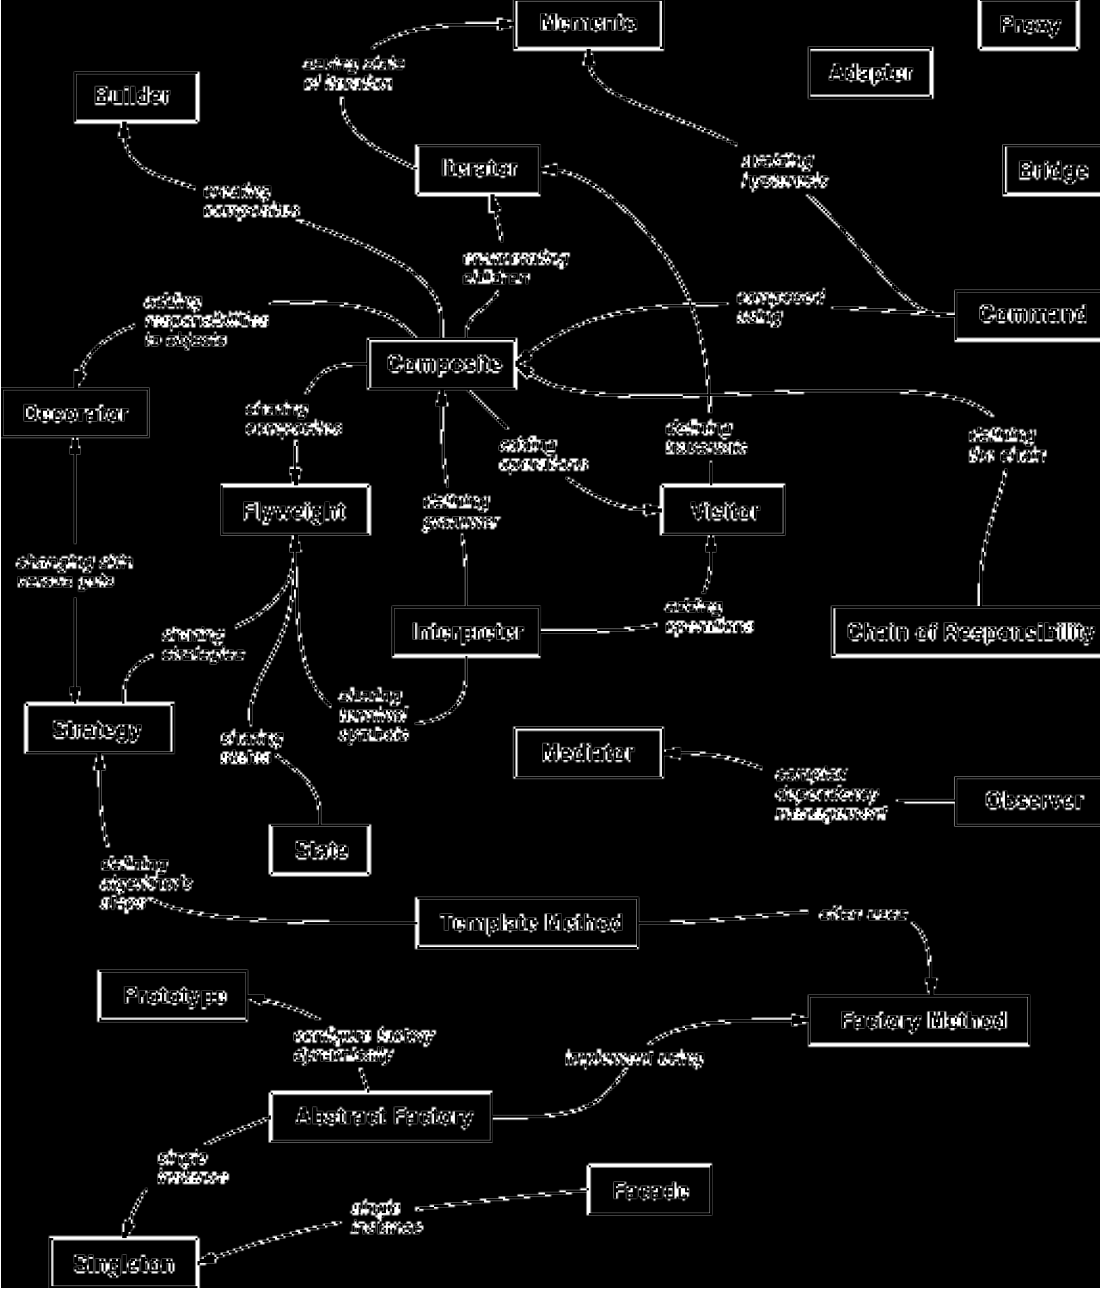 Memento
Proxy
Adapter
Builder
saving state
of iteration
Iterator
avoiding
hysteresis
Bridge
creating
composites
enumerating
children
adding
responsibilities
to objects
composed
using
Command
Composite
Decorator
sharing
composites
adding
operations
defining
traversals
defining
the chain
Flyweight
defining
grammar
Visitor
changing skin
versus guts
sharing
strategies
Interpreter
adding
operations
Chain of Responsibility
sharing
terminal
symbols
Strategy
sharing
states
Mediator
complex
dependency
management
Observer
State
defining
algorithm's
steps
Template Method
often uses
Prototype
Factory Method
configure factory
dynamically
implement using
Abstract Factory
single
instance
Facade
single
instance
Singleton